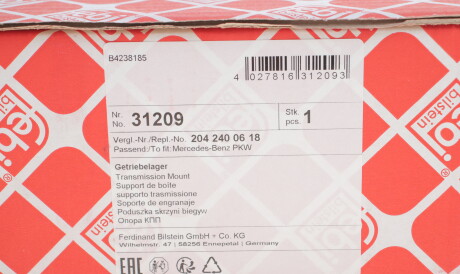 B4238185
4 027816 312093
Nr.
No. 31209
Stk
pcs. 1
Vergl.-Nr./Repl.-No. 204 240 06 18
Passend:/To fit:Mercedes-Benz PKW
Getriebelager
Transmission Mount
Support de boîte
supporto trasmissione
Soporte de engranaje
Poduszka skrzyni biegyw
Опора КПП
Ferdinand Bilstein GmbH + Co. KG
Wilhelmstr. 47 | 58256 Ennepetal | Germany
EAC
febi
bilstein